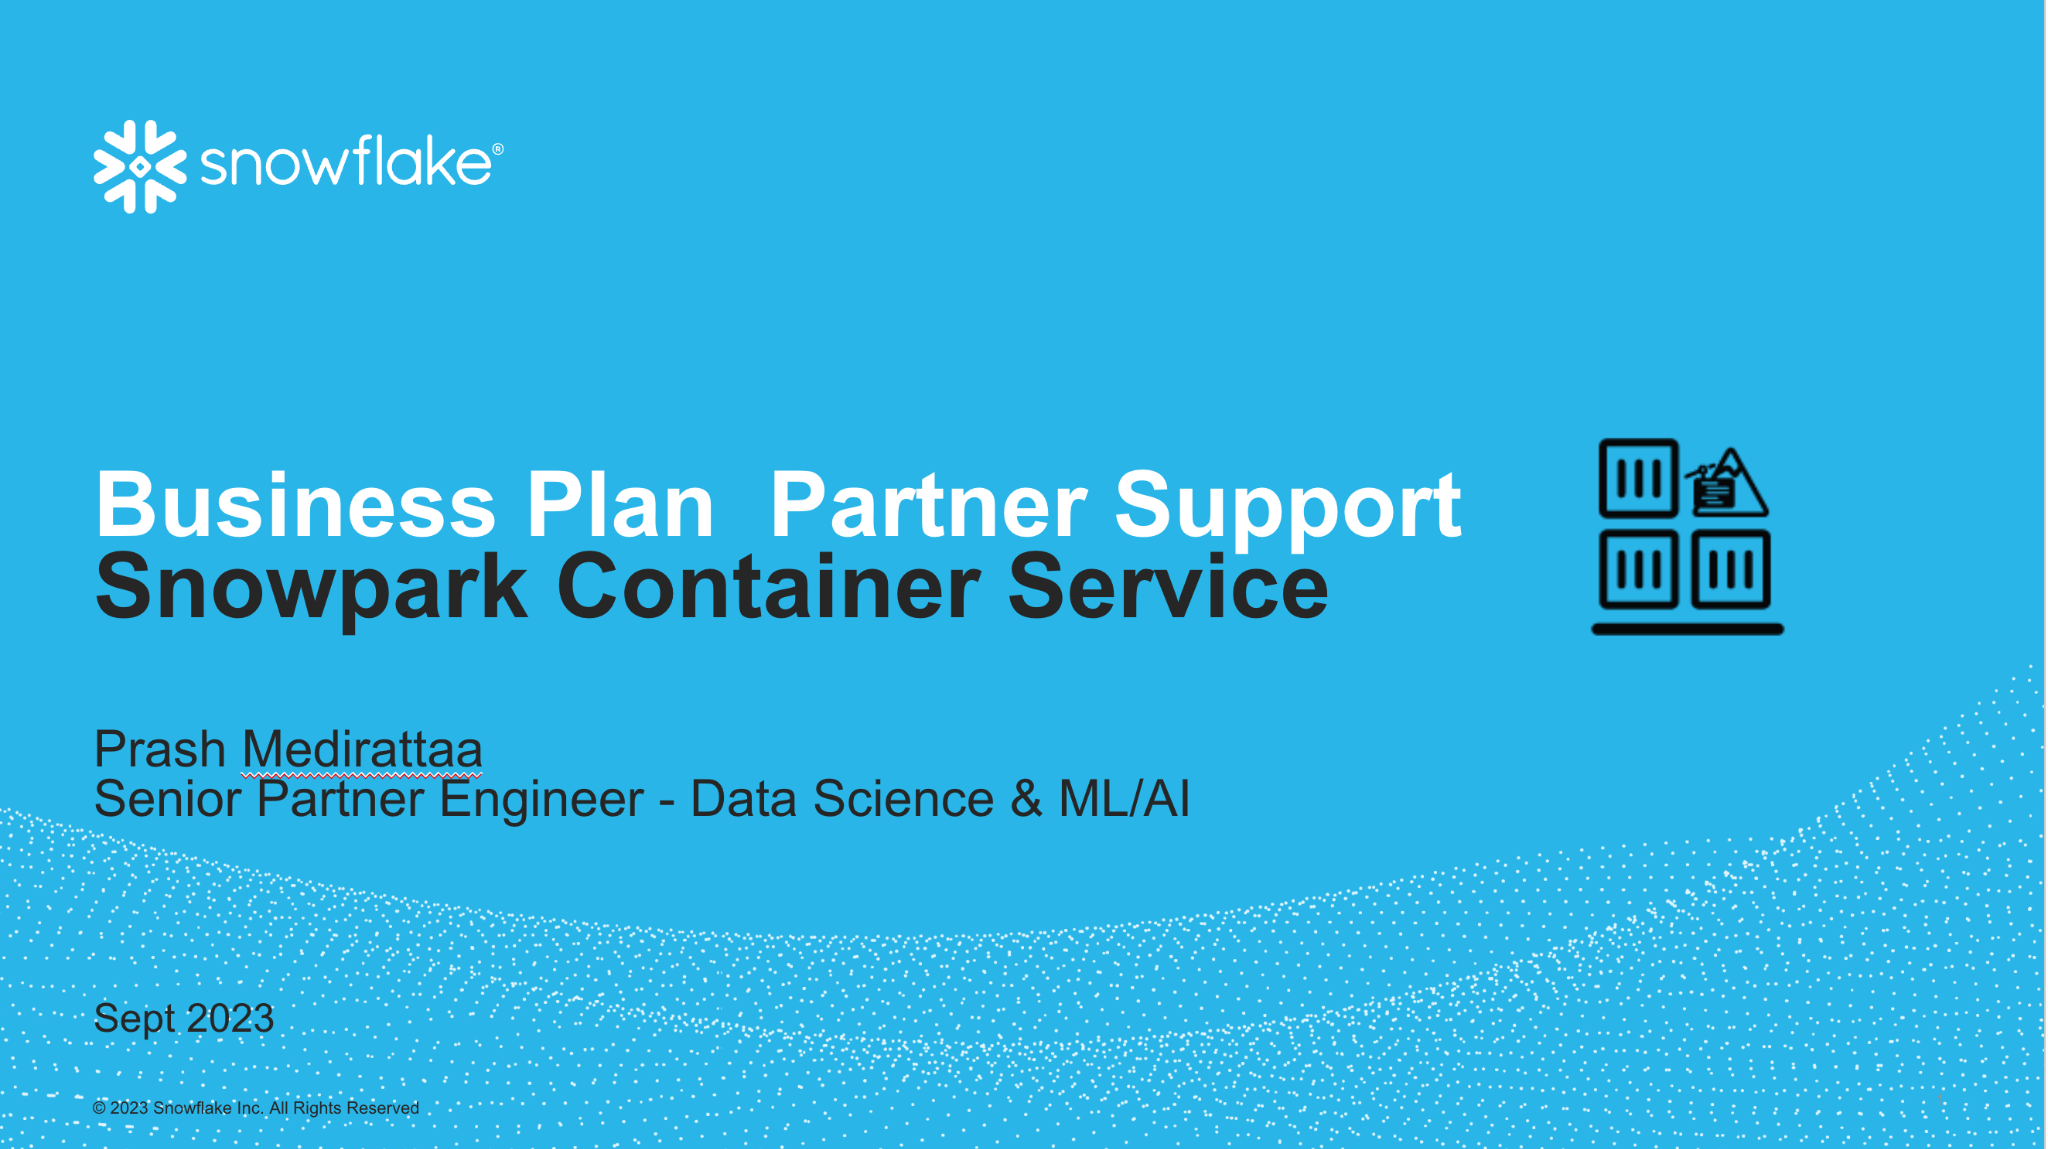 snowflake®
Business Plan  Partner Support
Snowpark Container Service
Prash Medirattaa
Senior Partner Engineer - Data Science & ML/AI
Sept 2023
© 2023 Snowflake Inc. All Rights Reserved